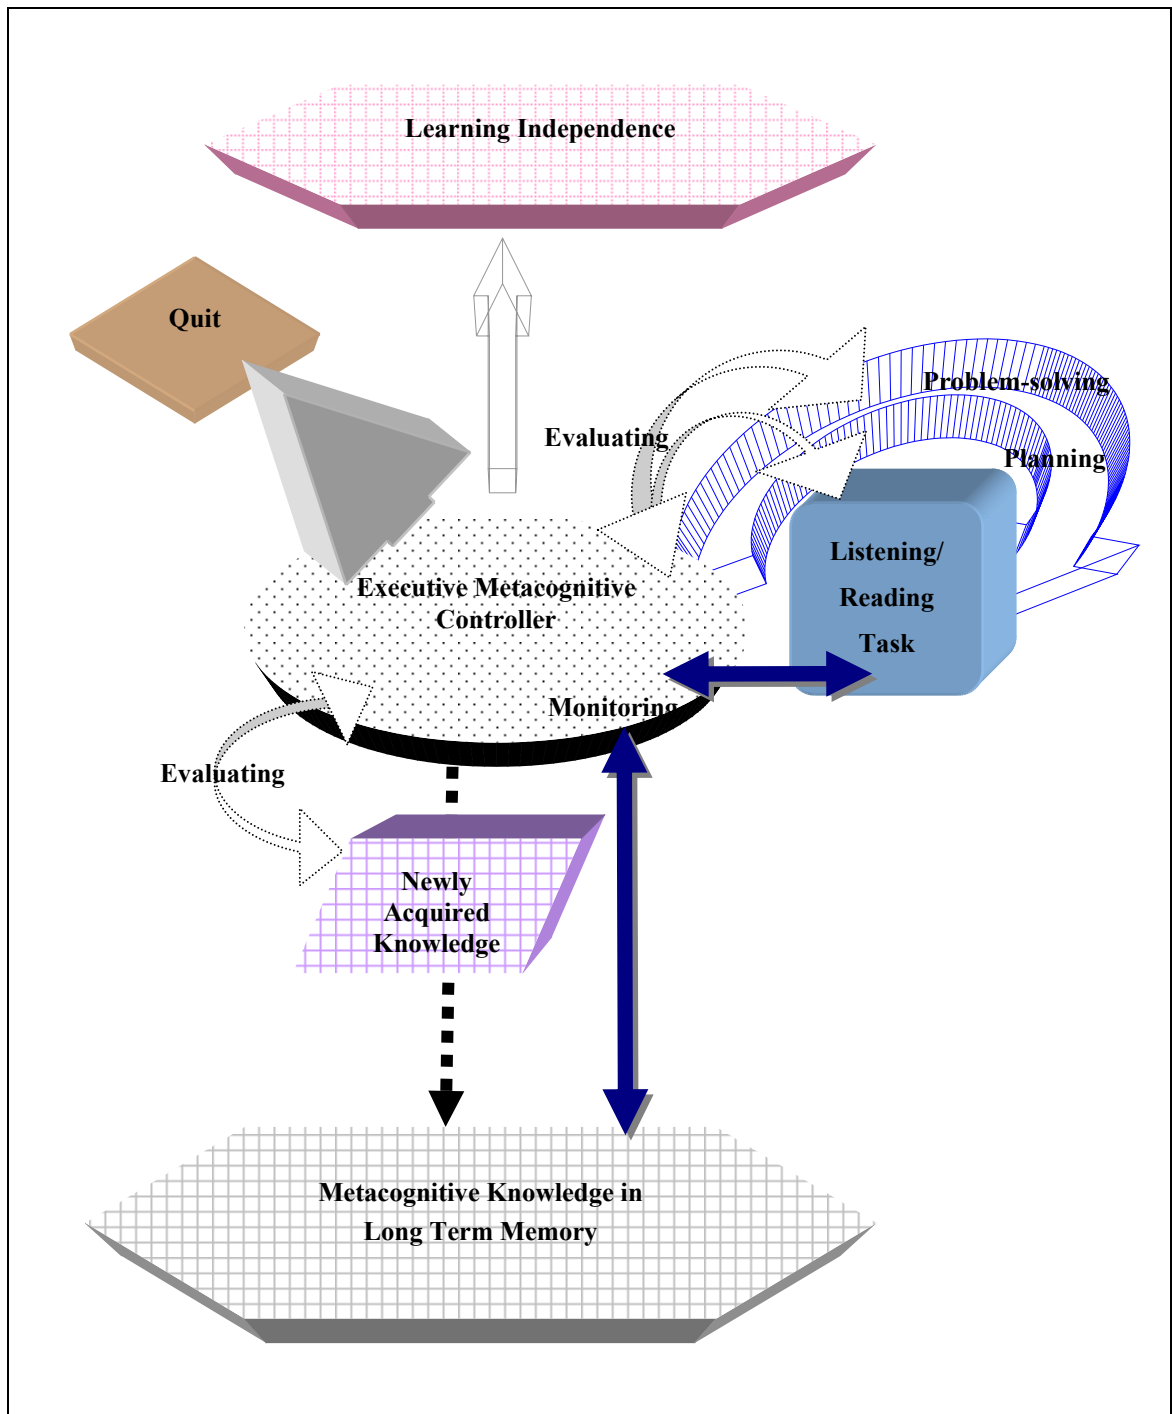 Learning Independence
Quit
Problem-solving
Evaluating
Planning
Listening/
Reading
Task
Executive Metacognitive
Controller
Monitoring
Evaluating
Newly
Acquired
Knowledge
Metacognitive Knowledge in
Long Term Memory